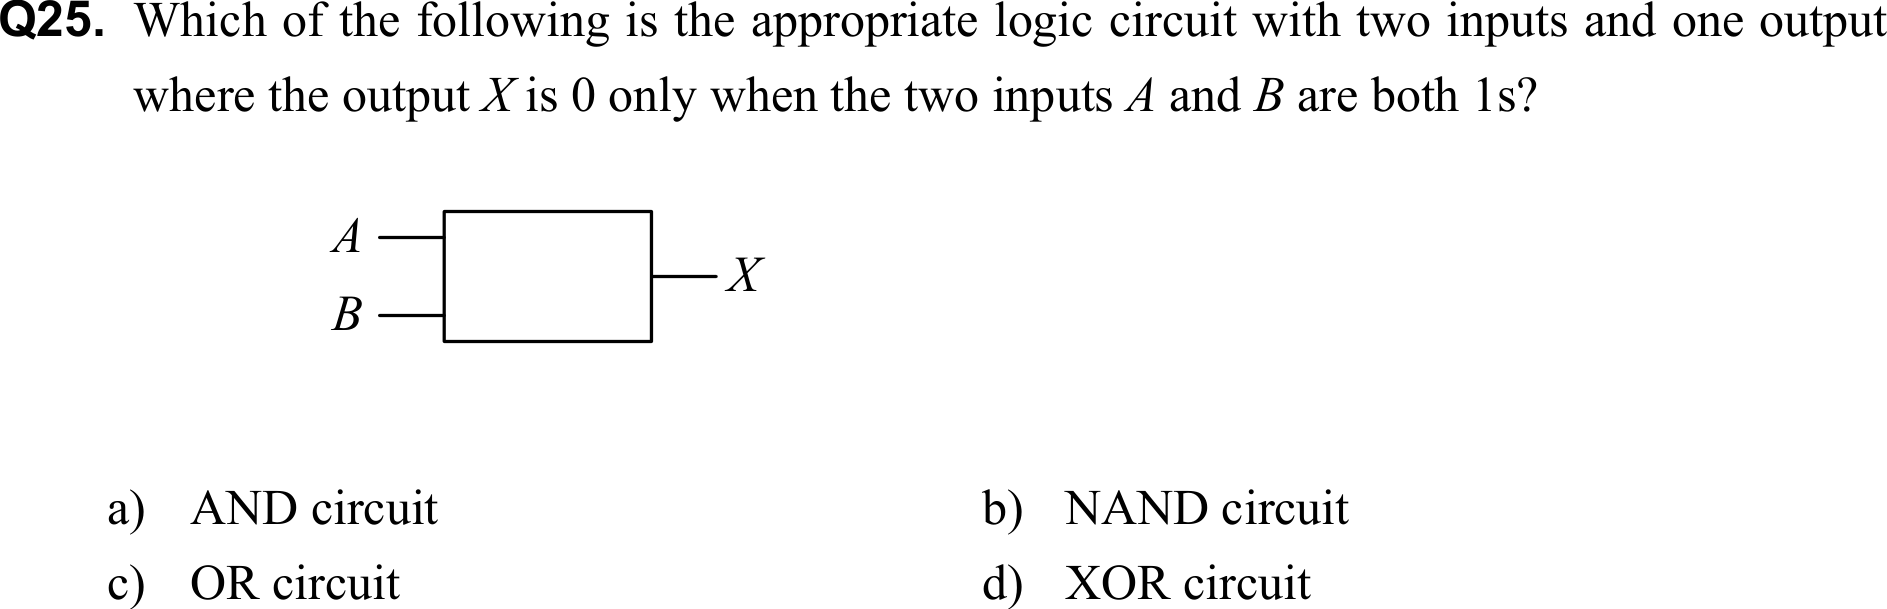 Q25. Which of the following is the appropriate logic circuit with two inputs and one output
where the output X is 0 only when the two inputs A and B are both 1s?
A
X
B
a) AND circuit b) NAND circuit
c) OR circuit d) XOR circuit